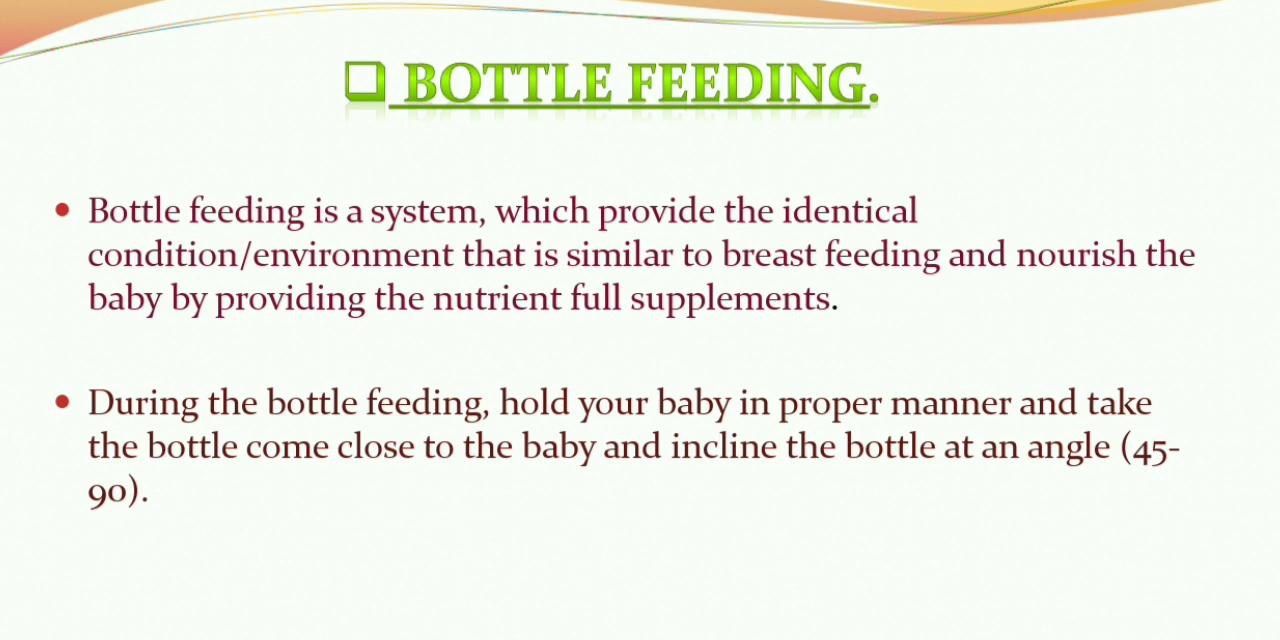 ❑ BOTTLE FEEDING.
• Bottle feeding is a system, which provide the identical
condition/environment that is similar to breast feeding and nourish the
baby by providing the nutrient full supplements.
• During the bottle feeding, hold your baby in proper manner and take
the bottle come close to the baby and incline the bottle at an angle (45-
90).